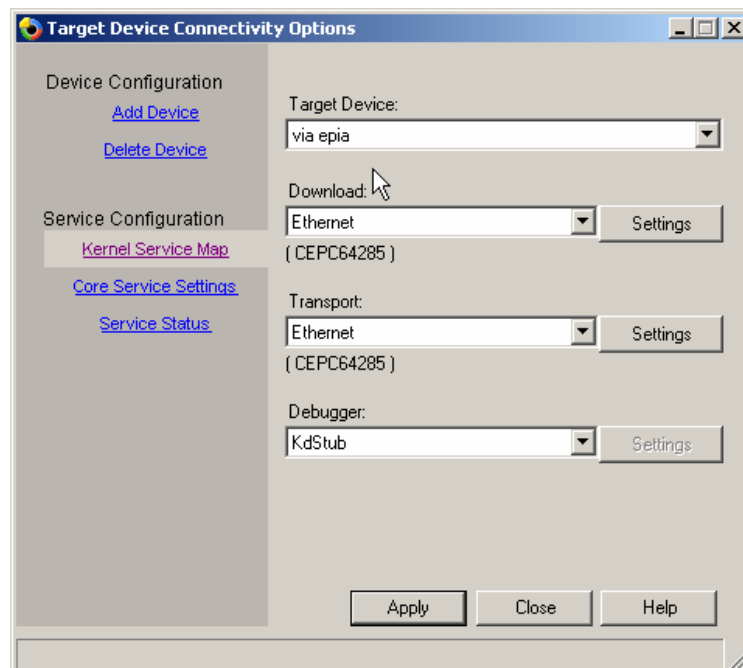 Target Device Connectivity Options
Device Configuration
Add Device
Delete Device
Service Configuration
Kernel Service Map
Core Service Settings
Service Status
Target Device:
via epia
Download:
Ethernet
Settings
( CEPC64285 )
Transport:
Ethernet
Settings
( CEPC64285 )
Debugger:
KdStub
Settings
Apply
Close
Help